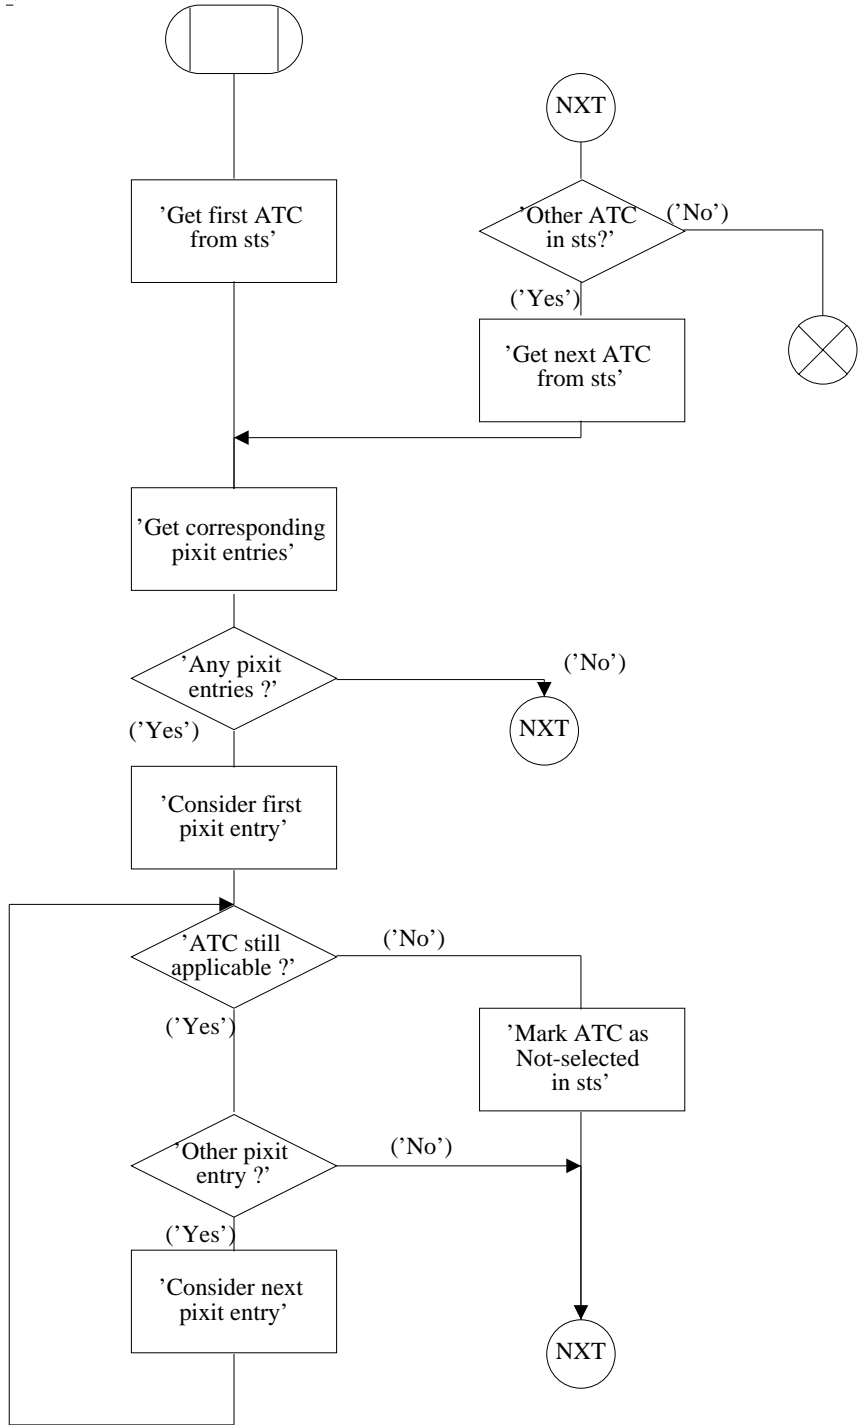 NXT
’Get first ATC
from sts’
’Other ATC
in sts?’
(’No’)
(’Yes’)
’Get next ATC
from sts’
’Get corresponding
pixit entries’
’Any pixit
entries ?’
(’No’)
(’Yes’)
NXT
’Consider first
pixit entry’
’ATC still
applicable ?’
(’No’)
(’Yes’)
’Mark ATC as
Not-selected
in sts’
’Other pixit
entry ?’
(’No’)
(’Yes’)
’Consider next
pixit entry’
NXT